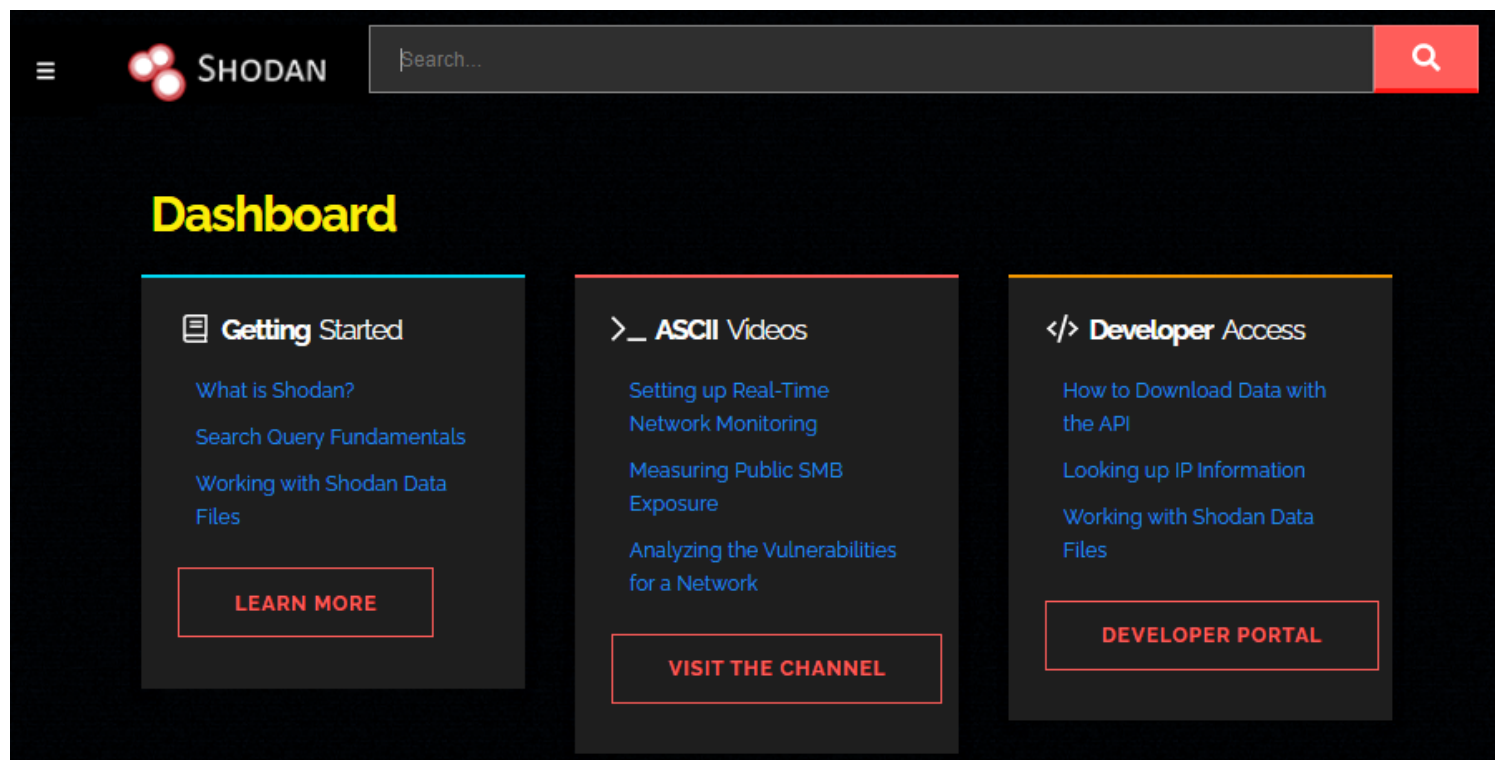 SHODAN
Search...
Dashboard
Getting Started
What is Shodan?
Search Query Fundamentals
Working with Shodan Data
Files
LEARN MORE
>_ ASCII Videos
Setting up Real-Time
Network Monitoring
Measuring Public SMB
Exposure
Analyzing the Vulnerabilities
for a Network
VISIT THE CHANNEL
</> Developer Access
How to Download Data with
the API
Looking up IP Information
Working with Shodan Data
Files
DEVELOPER PORTAL